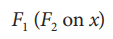 F₁ (F₂ on x)